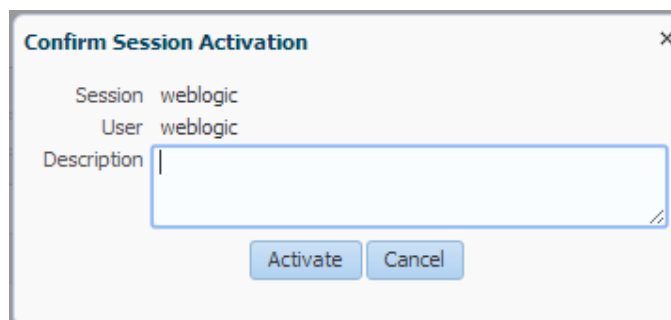 Confirm Session Activation
Session weblogic
User weblogic
Description
Activate Cancel